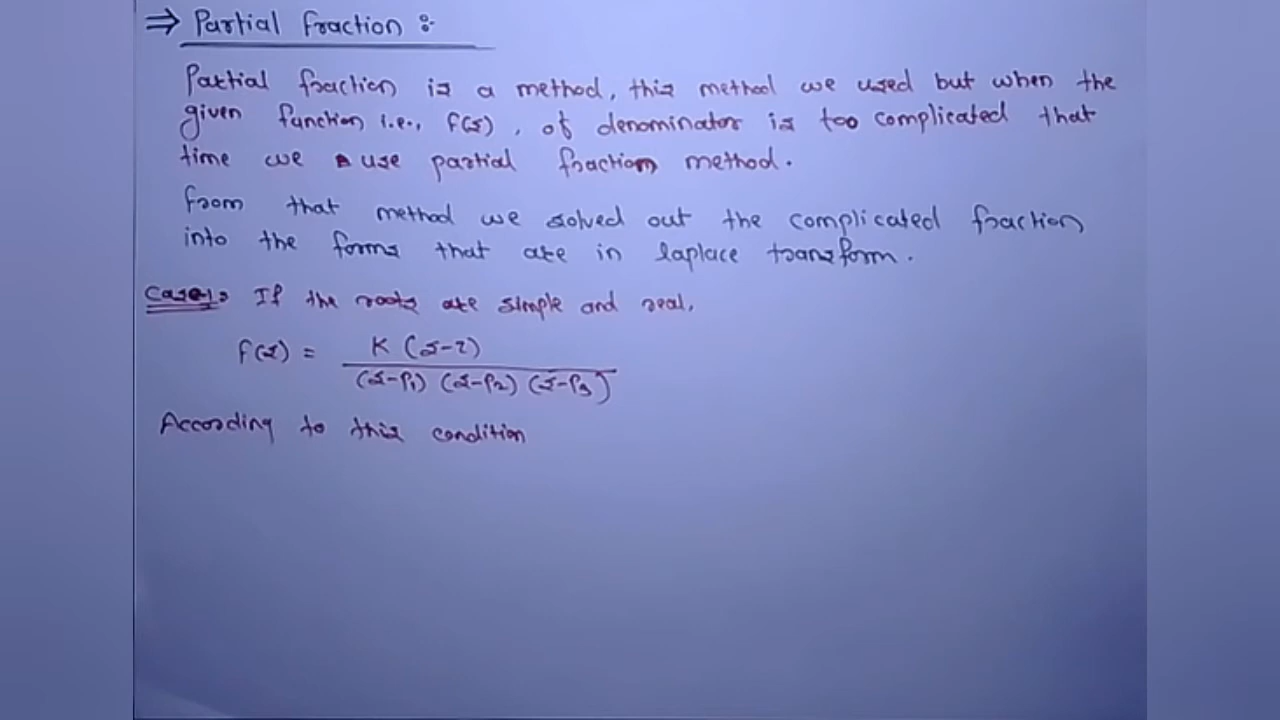 ⇒ Partial fraction :-
Partial fraction is a method, this method we used but when the
given function i.e., F(s), of denominator is too complicated that
time we use partial fraction method.
from that method we solved out the complicated fraction
into the forms that are in laplace transform.
Case1: If the roots are simple and real,
F(s) = K (s-z)
(s-p1) (s-p2) (s-p3)
According to this condition